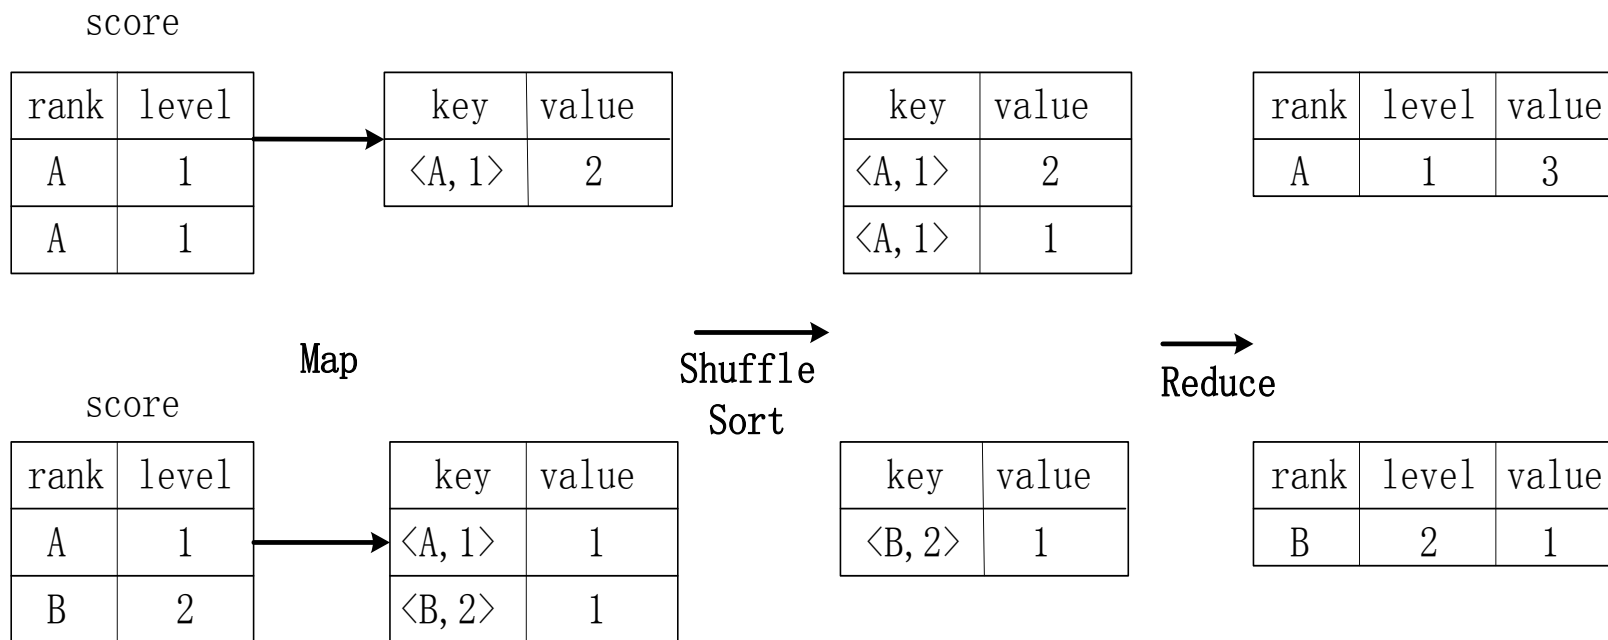 score
rank level
A 1
A 1
key value
<A,1> 2
key value
<A,1> 2
<A,1> 1
rank level value
A 1 3
Map
Shuffle
Sort
Reduce
score
rank level
A 1
B 2
key value
<A,1> 1
<B,2> 1
key value
<B,2> 1
rank level value
B 2 1